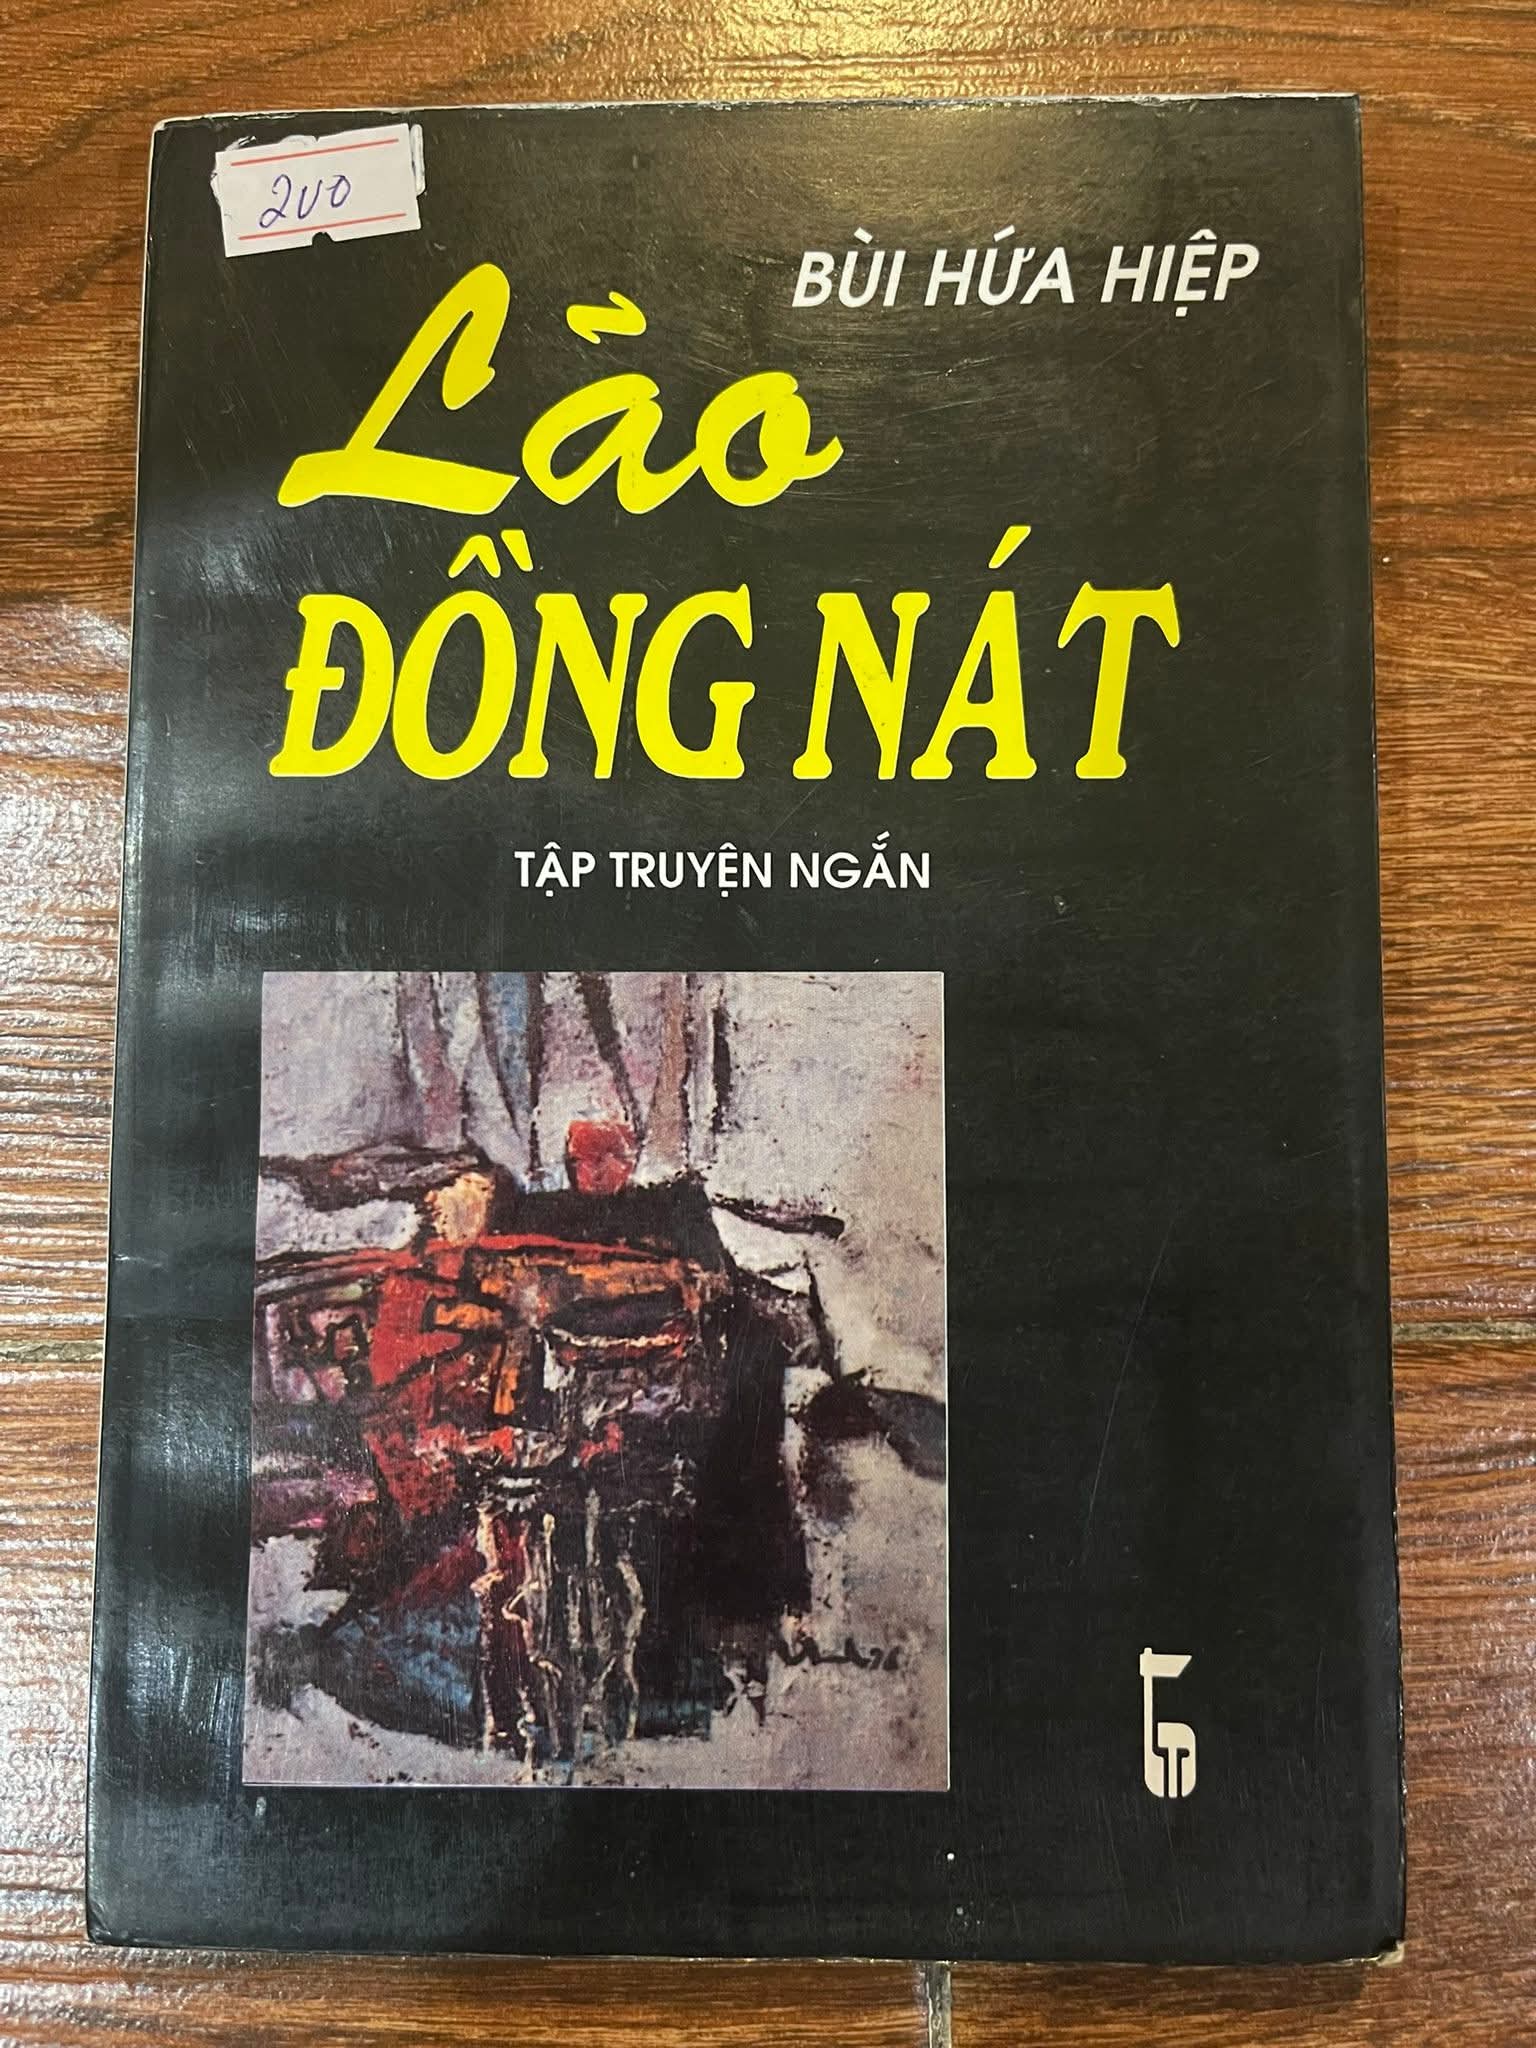 200
BÙI HỨA HIỆP
Lão
ĐỒNG NÁT
TẬP TRUYỆN NGẮN